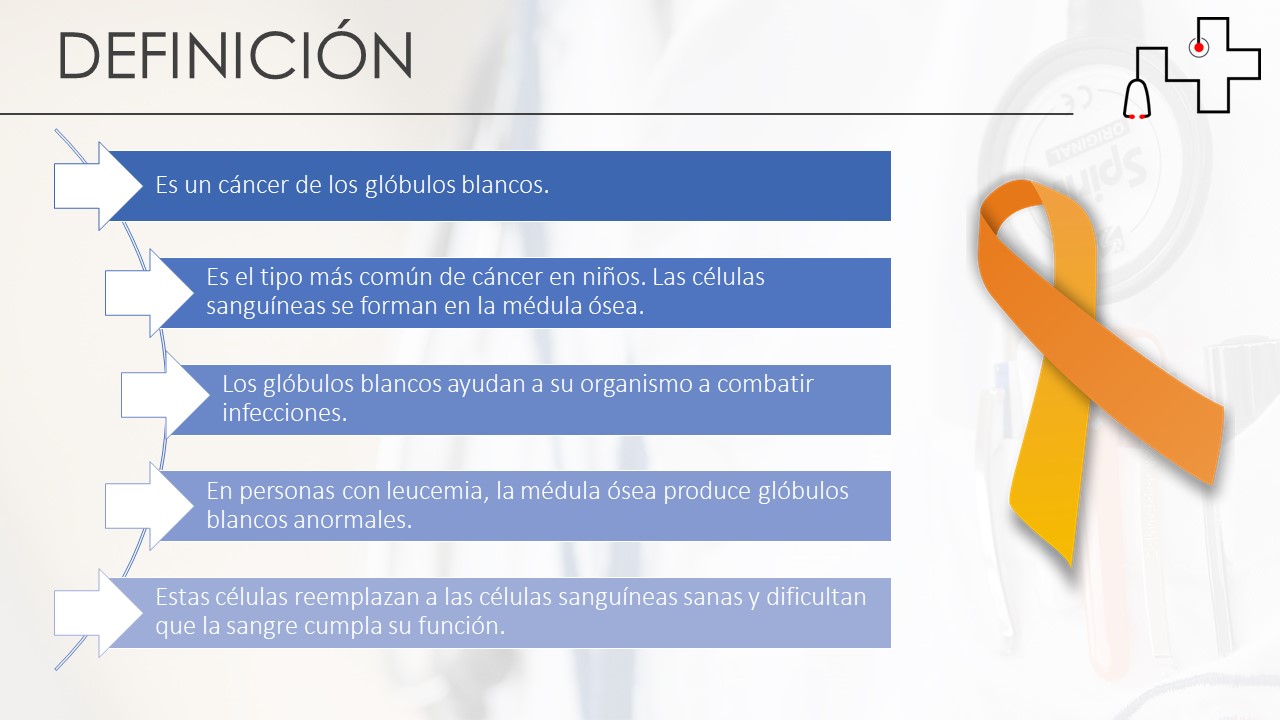 DEFINICIÓN
Es un cáncer de los glóbulos blancos.
Es el tipo más común de cáncer en niños. Las células
sanguíneas se forman en la médula ósea.
Los glóbulos blancos ayudan a su organismo a combatir
infecciones.
En personas con leucemia, la médula ósea produce glóbulos
blancos anormales.
Estas células reemplazan a las células sanguíneas sanas y dificultan
que la sangre cumpla su función.
ORIGINAL